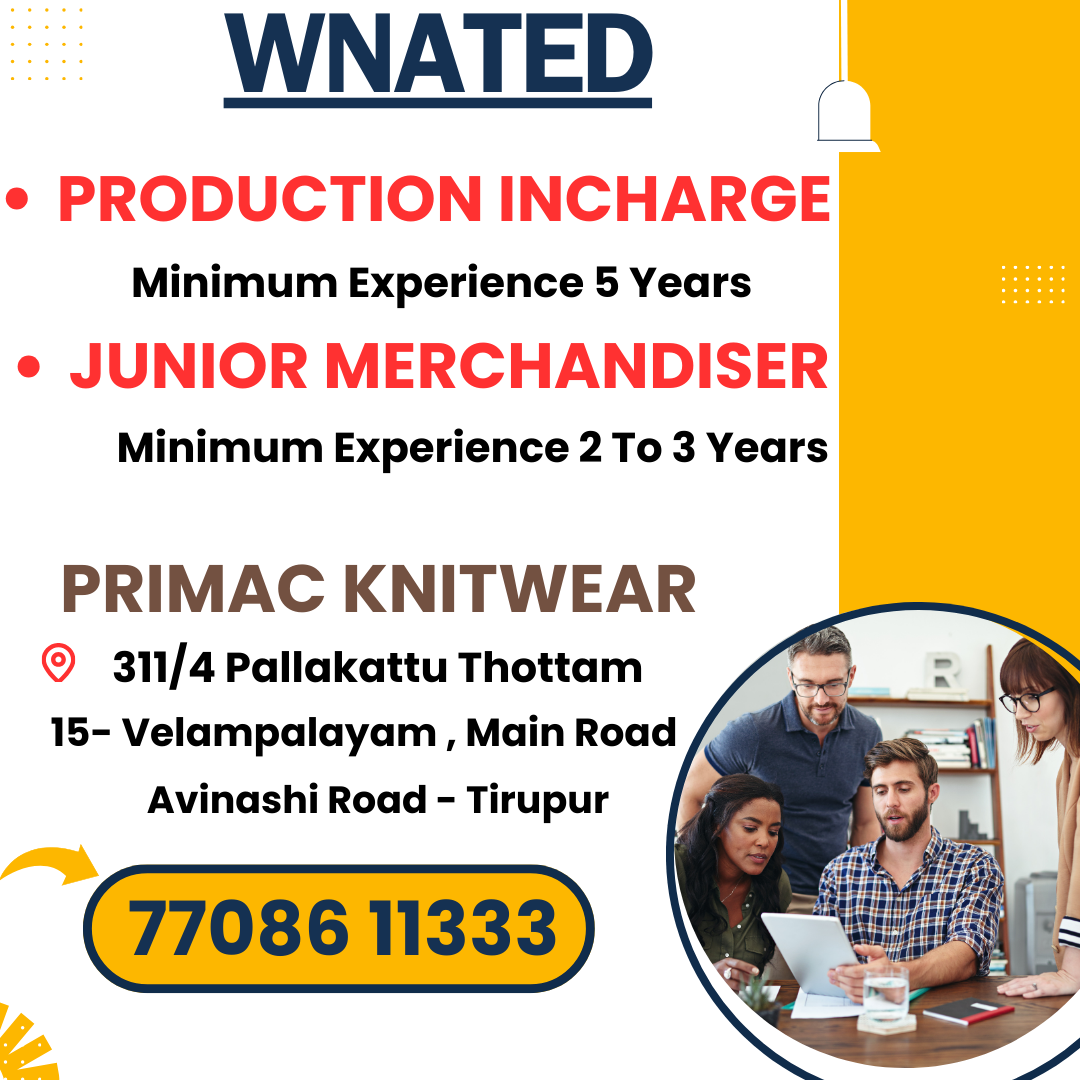 WNATED
• PRODUCTION INCHARGE
Minimum Experience 5 Years
• JUNIOR MERCHANDISER
Minimum Experience 2 To 3 Years
PRIMAC KNITWEAR
311/4 Pallakattu Thottam
15- Velampalayam , Main Road
Avinashi Road - Tirupur
77086 11333
R